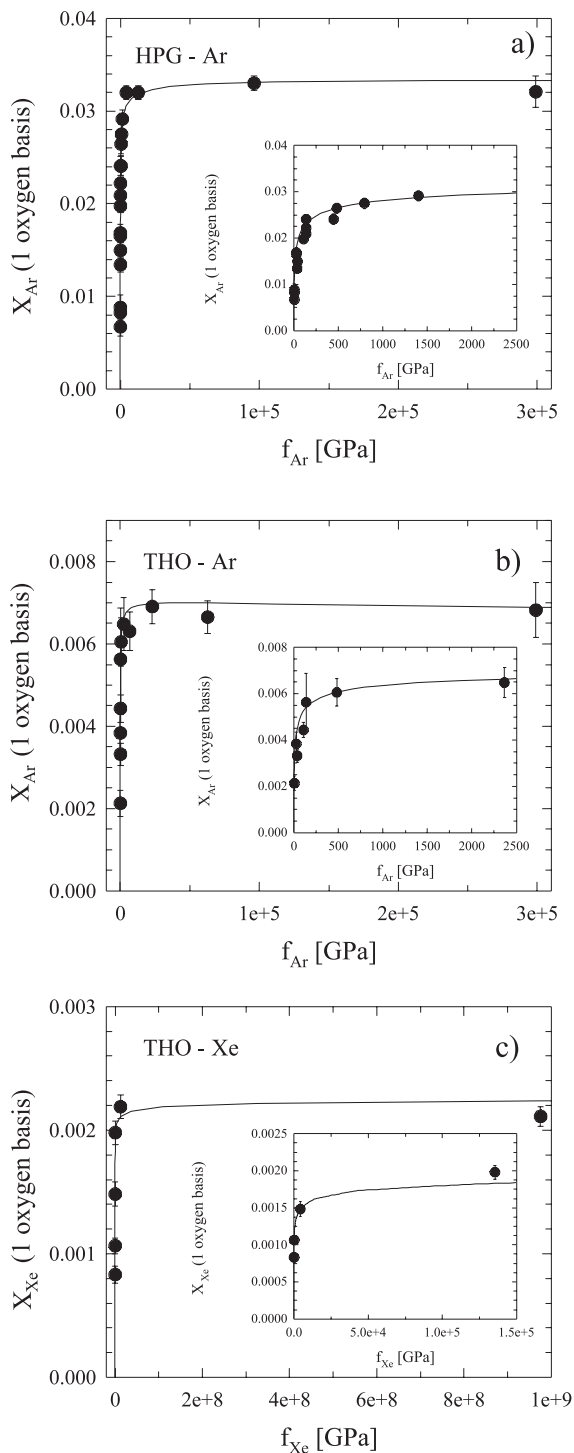 HPG - Ar
a)
X_Ar (1 oxygen basis)
0.04
0.03
0.02
0.01
0.00
0
1e+5
2e+5
3e+5
f_Ar [GPa]
X_Ar (1 oxygen basis)
0.04
0.03
0.02
0.01
0.00
0
500
1000
1500
2000
2500
f_Ar [GPa]
THO - Ar
b)
X_Ar (1 oxygen basis)
0.008
0.006
0.004
0.002
0.000
0
1e+5
2e+5
3e+5
f_Ar [GPa]
X_Ar (1 oxygen basis)
0.008
0.006
0.004
0.002
0.000
0
500
1000
1500
2000
2500
f_Ar [GPa]
THO - Xe
c)
X_Xe (1 oxygen basis)
0.003
0.002
0.001
0.000
0
2e+8
4e+8
6e+8
8e+8
1e+9
f_Xe [GPa]
X_Xe (1 oxygen basis)
0.0025
0.0020
0.0015
0.0010
0.0005
0.0000
0.0
5.0e+4
1.0e+5
1.5e+5
f_Xe [GPa]